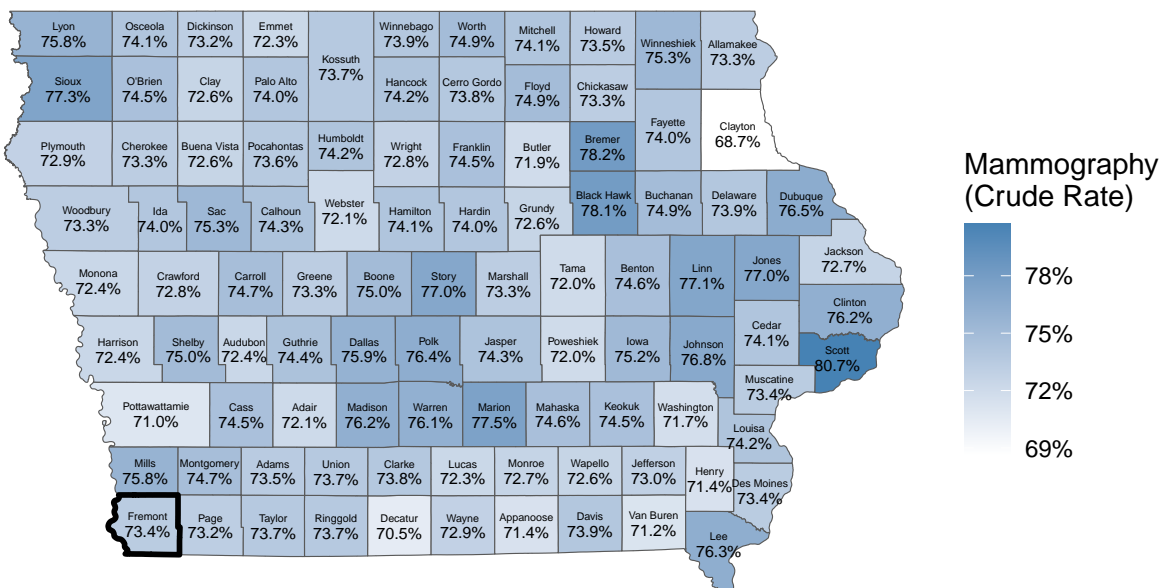 Lyon
75.8%
Osceola
74.1%
Dickinson
73.2%
Emmet
72.3%
Kossuth
73.7%
Winnebago
73.9%
Worth
74.9%
Mitchell
74.1%
Howard
73.5%
Winneshiek
75.3%
Allamakee
73.3%
Sioux
77.3%
O'Brien
74.5%
Clay
72.6%
Palo Alto
74.0%
Hancock
74.2%
Cerro Gordo
73.8%
Floyd
74.9%
Chickasaw
73.3%
Fayette
74.0%
Clayton
68.7%
Plymouth
72.9%
Cherokee
73.3%
Buena Vista
72.6%
Pocahontas
73.6%
Humboldt
74.2%
Wright
72.8%
Franklin
74.5%
Butler
71.9%
Bremer
78.2%
Woodbury
73.3%
Ida
74.0%
Sac
75.3%
Calhoun
74.3%
Webster
72.1%
Hamilton
74.1%
Hardin
74.0%
Grundy
72.6%
Black Hawk
78.1%
Buchanan
74.9%
Delaware
73.9%
Dubuque
76.5%
Monona
72.4%
Crawford
72.8%
Carroll
74.7%
Greene
73.3%
Boone
75.0%
Story
77.0%
Marshall
73.3%
Tama
72.0%
Benton
74.6%
Linn
77.1%
Jones
77.0%
Jackson
72.7%
Clinton
76.2%
Harrison
72.4%
Shelby
75.0%
Audubon
72.4%
Guthrie
74.4%
Dallas
75.9%
Polk
76.4%
Jasper
74.3%
Poweshiek
72.0%
Iowa
75.2%
Johnson
76.8%
Cedar
74.1%
Scott
80.7%
Muscatine
73.4%
Pottawattamie
71.0%
Cass
74.5%
Adair
72.1%
Madison
76.2%
Warren
76.1%
Marion
77.5%
Mahaska
74.6%
Keokuk
74.5%
Washington
71.7%
Louisa
74.2%
Mills
75.8%
Montgomery
74.7%
Adams
73.5%
Union
73.7%
Clarke
73.8%
Lucas
72.3%
Monroe
72.7%
Wapello
72.6%
Jefferson
73.0%
Henry
71.4%
Des Moines
73.4%
Fremont
73.4%
Page
73.2%
Taylor
73.7%
Ringgold
73.7%
Decatur
70.5%
Wayne
72.9%
Appanoose
71.4%
Davis
73.9%
Van Buren
71.2%
Lee
76.3%
Mammography
(Crude Rate)
78%
75%
72%
69%